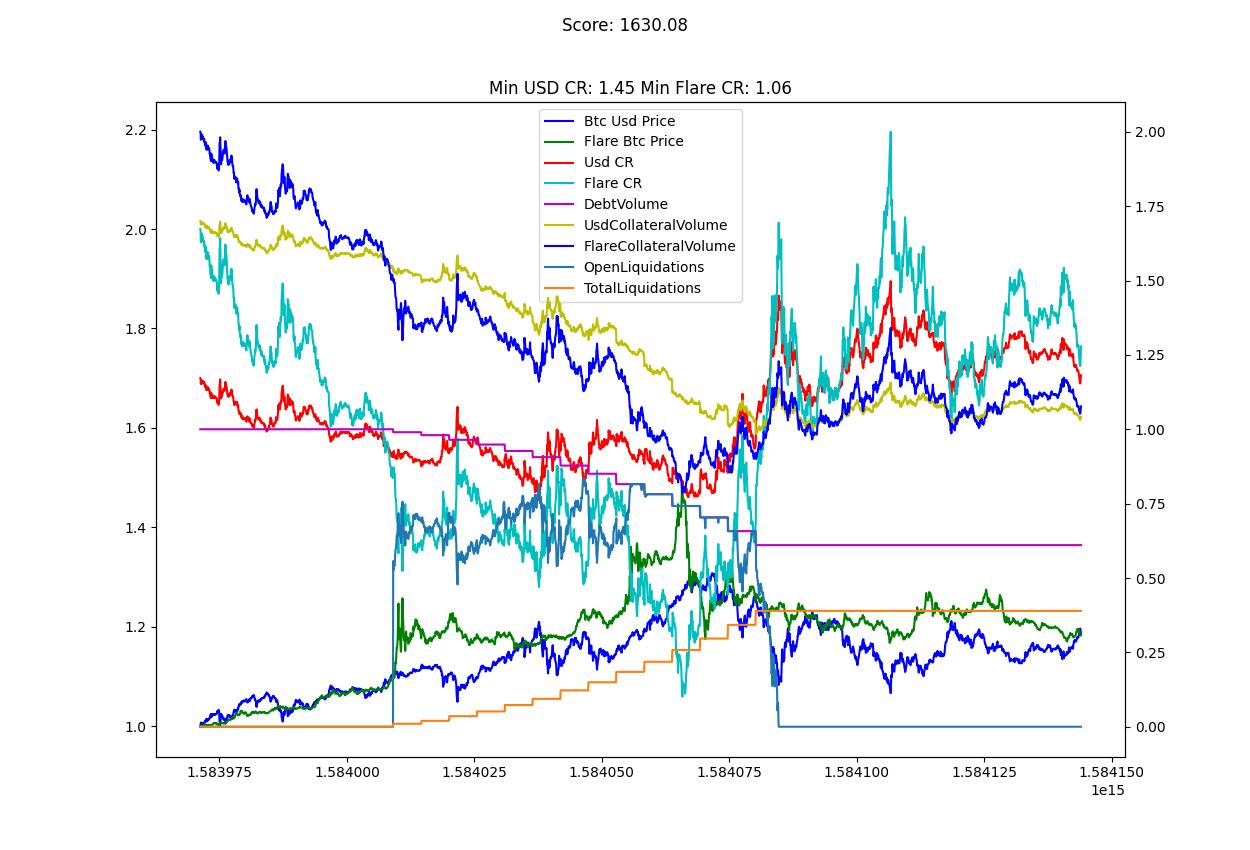 Score: 1630.08
Min USD CR: 1.45 Min Flare CR: 1.06
Btc Usd Price
Flare Btc Price
Usd CR
Flare CR
DebtVolume
UsdCollateralVolume
FlareCollateralVolume
OpenLiquidations
TotalLiquidations
2.2
2.0
1.8
1.6
1.4
1.2
1.0
2.00
1.75
1.50
1.25
1.00
0.75
0.50
0.25
0.00
1.583975 1.584000 1.584025 1.584050 1.584075 1.584100 1.584125 1.584150
1e15